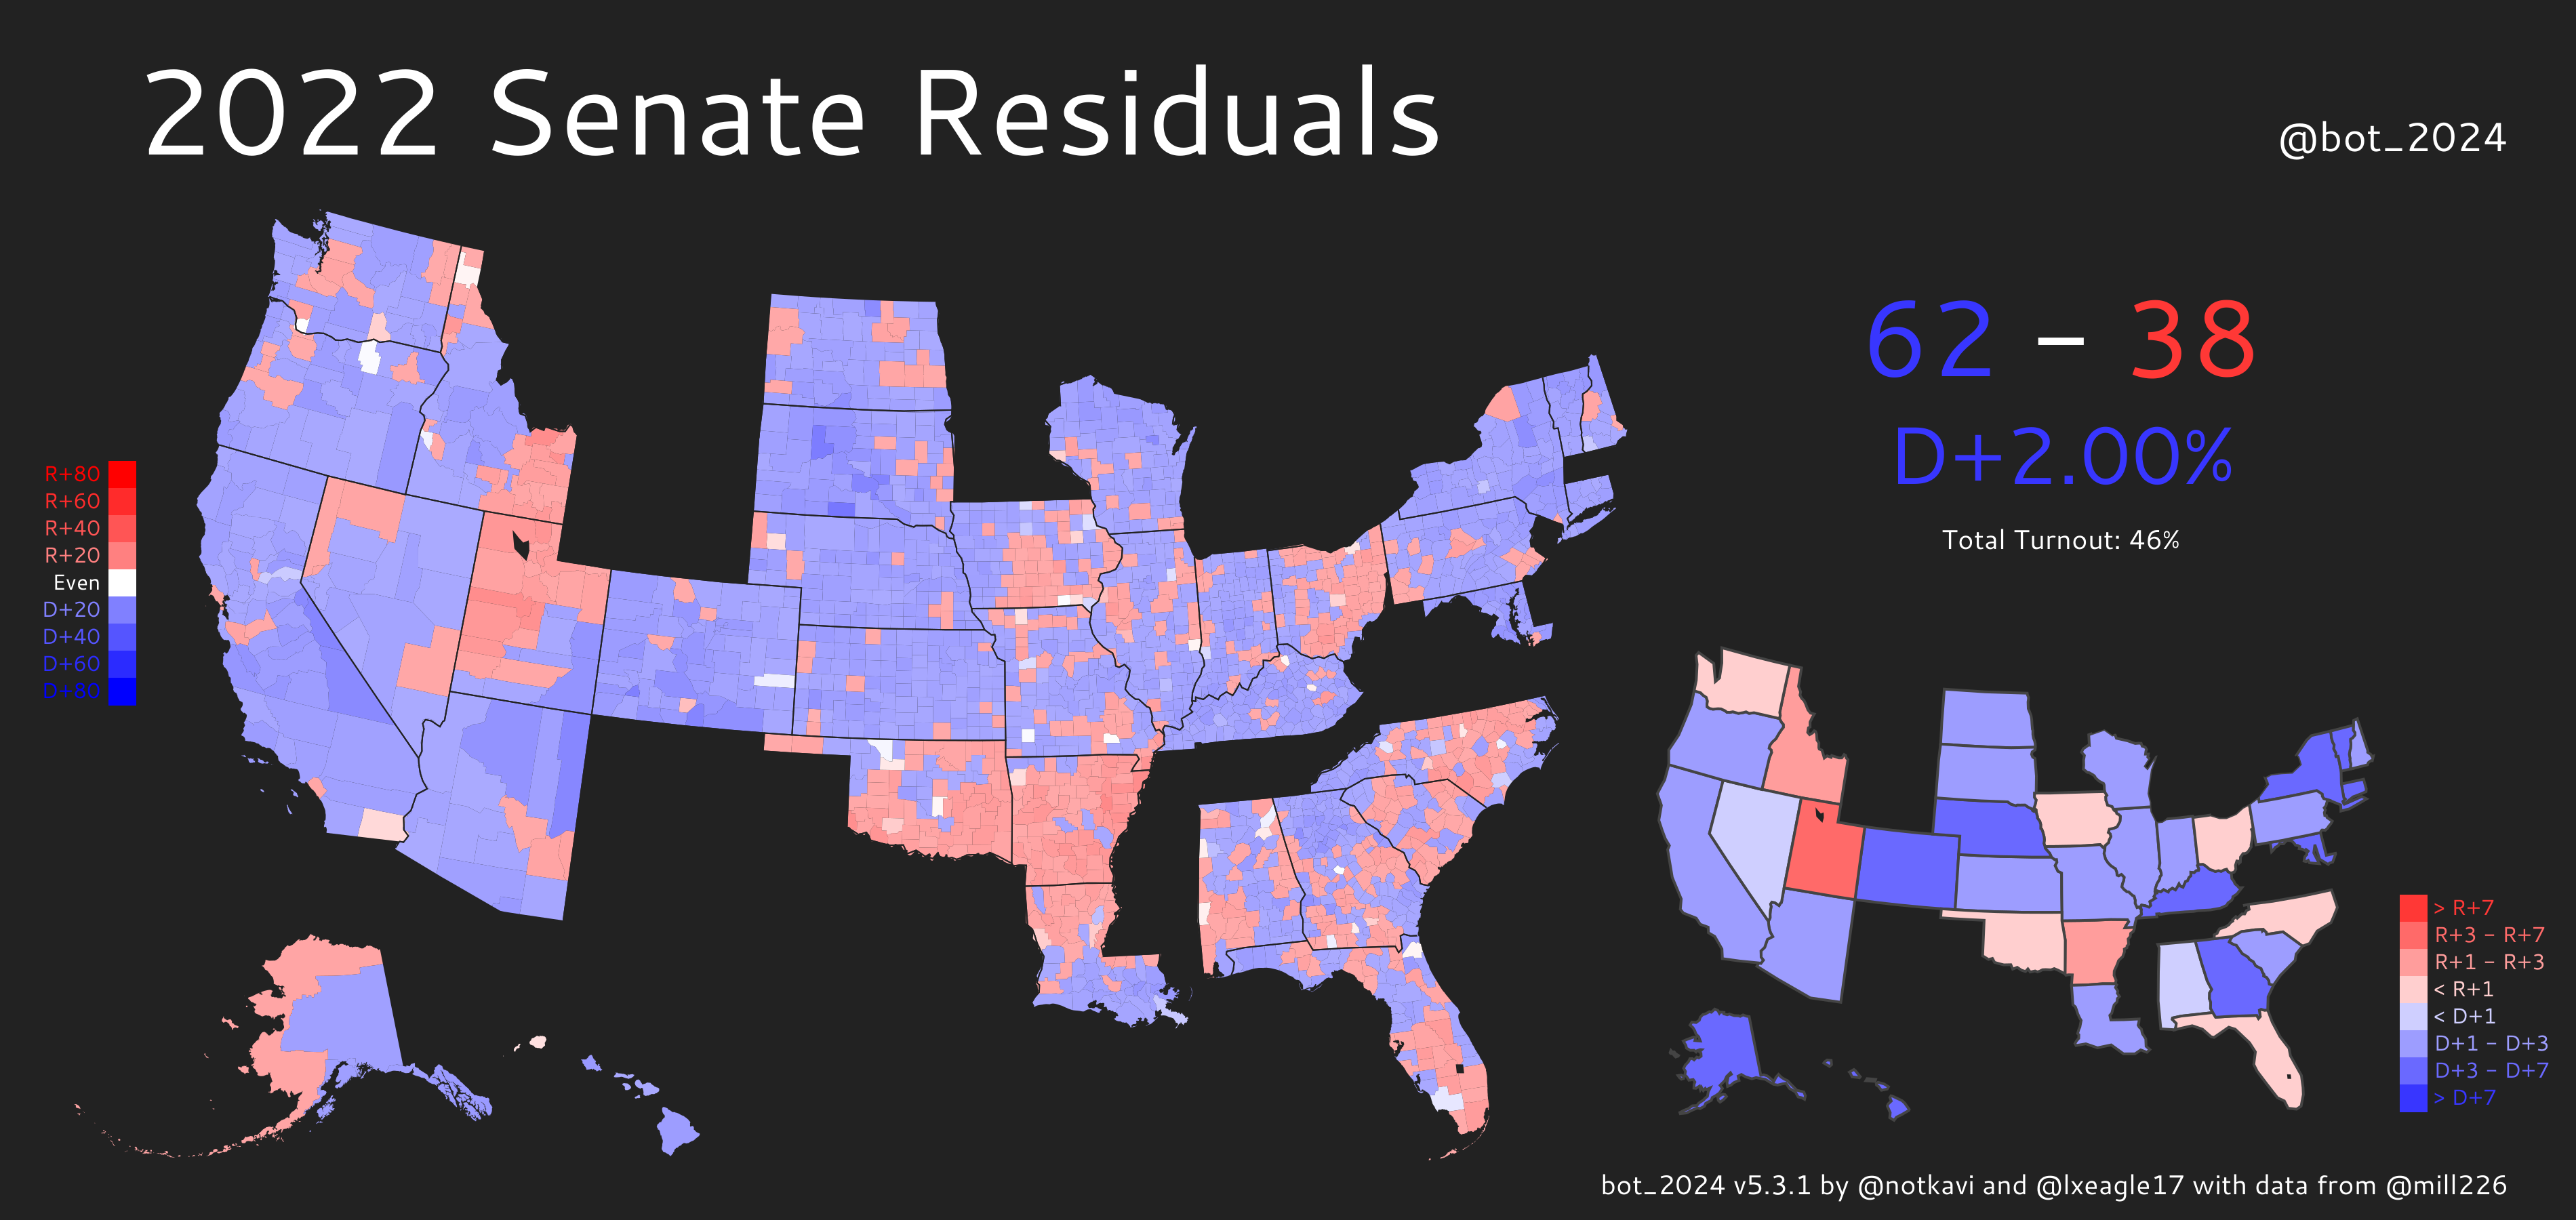 2022 Senate Residuals
@bot_2024
62 - 38
D+2.00%
Total Turnout: 46%
R+80
R+60
R+40
R+20
Even
D+20
D+40
D+60
D+80
> R+7
R+3 - R+7
R+1 - R+3
< R+1
< D+1
D+1 - D+3
D+3 - D+7
> D+7
bot_2024 v5.3.1 by @notkavi and @lxeagle17 with data from @mill226